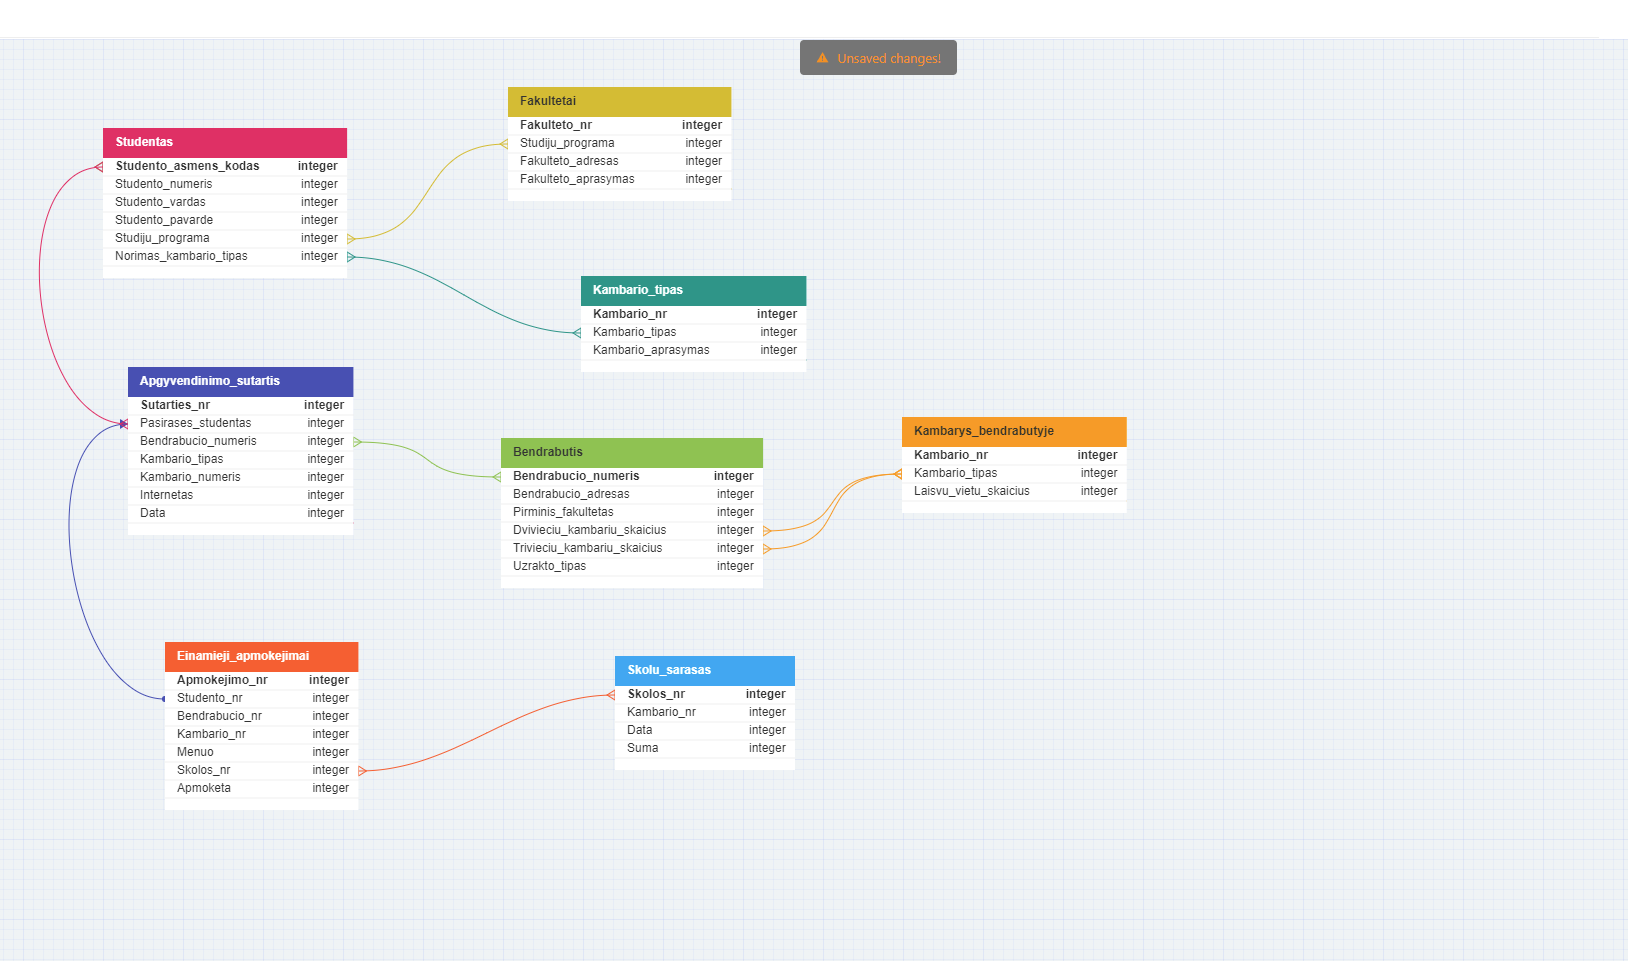 Unsaved changes!
Fakultetai
Fakulteto_nr integer
Studiju_programa integer
Fakulteto_adresas integer
Fakulteto_aprasymas integer
Studentas
Studento_asmens_kodas integer
Studento_numeris integer
Studento_vardas integer
Studento_pavarde integer
Studiju_programa integer
Norimas_kambario_tipas integer
Kambario_tipas
Kambario_nr integer
Kambario_tipas integer
Kambario_aprasymas integer
Apgyvendinimo_sutartis
Sutarties_nr integer
Pasirases_studentas integer
Bendrabucio_numeris integer
Kambario_tipas integer
Kambario_numeris integer
Internetas integer
Data integer
Bendrabutis
Bendrabucio_numeris integer
Bendrabucio_adresas integer
Pirminis_fakultetas integer
Dvivieciu_kambariu_skaicius integer
Trivieciu_kambariu_skaicius integer
Uzrakto_tipas integer
Kambarys_bendrabutyje
Kambario_nr integer
Kambario_tipas integer
Laisvu_vietu_skaicius integer
Einamieji_apmokejimai
Apmokejimo_nr integer
Studento_nr integer
Bendrabucio_nr integer
Kambario_nr integer
Menuo integer
Skolos_nr integer
Apmoketa integer
Skolu_sarasas
Skolos_nr integer
Kambario_nr integer
Data integer
Suma integer